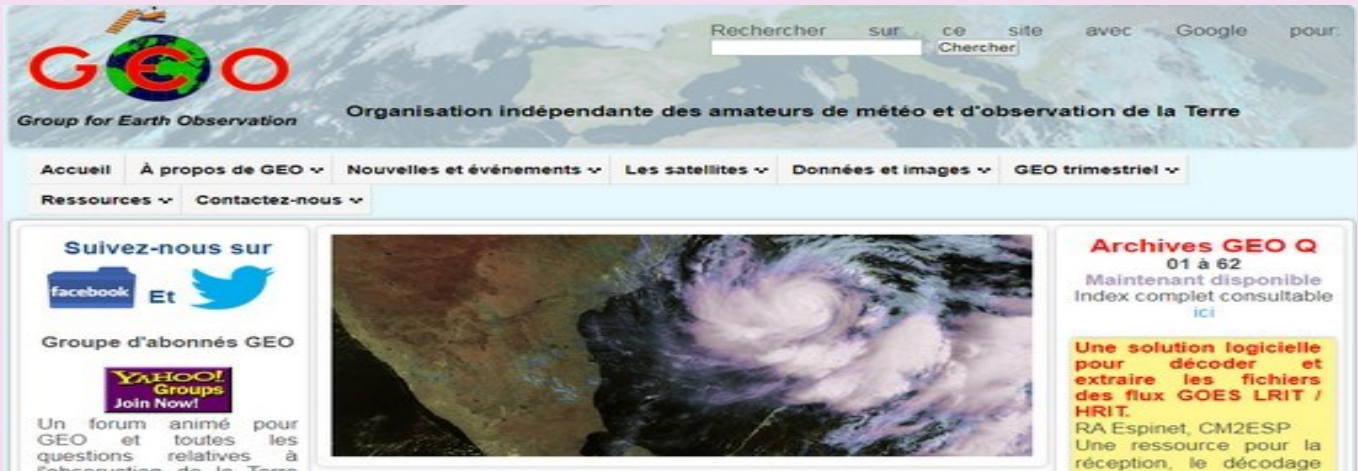 Rechercher sur ce site avec Google pour:
Chercher
GEO
Group for Earth Observation
Organisation indépendante des amateurs de météo et d'observation de la Terre
Accueil À propos de GEO Nouvelles et événements Les satellites Données et images GEO trimestriel
Ressources Contactez-nous
Suivez-nous sur
facebook Et
Groupe d'abonnés GEO
YAHOO!
Groups
Join Now!
Un forum animé pour
GEO et toutes les
questions relatives à
l'observation de la Terre
Archives GEO Q
01 à 62
Maintenant disponible
Index complet consultable
ici
Une solution logicielle
pour décoder et
extraire les fichiers
des flux GOES LRIT /
HRIT.
RA Espinet, CM2ESP
Une ressource pour la
réception, le décodage